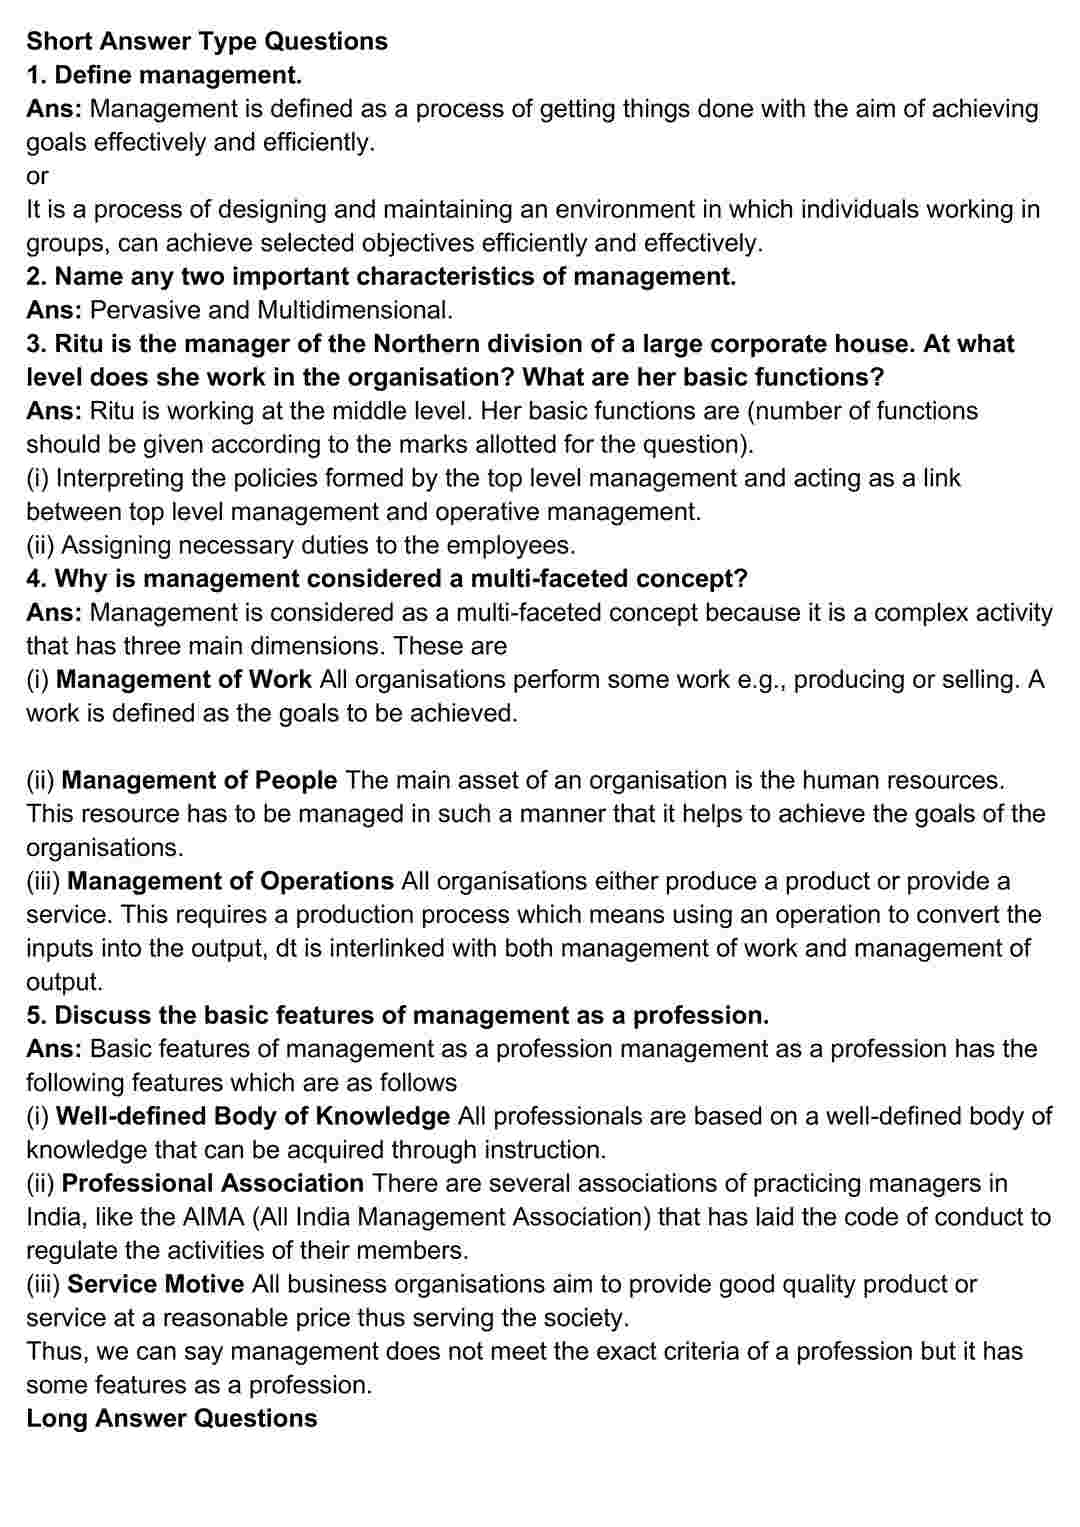 Short Answer Type Questions
1. Define management.
Ans: Management is defined as a process of getting things done with the aim of achieving
goals effectively and efficiently.
or
It is a process of designing and maintaining an environment in which individuals working in
groups, can achieve selected objectives efficiently and effectively.
2. Name any two important characteristics of management.
Ans: Pervasive and Multidimensional.
3. Ritu is the manager of the Northern division of a large corporate house. At what
level does she work in the organisation? What are her basic functions?
Ans: Ritu is working at the middle level. Her basic functions are (number of functions
should be given according to the marks allotted for the question).
(i) Interpreting the policies formed by the top level management and acting as a link
between top level management and operative management.
(ii) Assigning necessary duties to the employees.
4. Why is management considered a multi-faceted concept?
Ans: Management is considered as a multi-faceted concept because it is a complex activity
that has three main dimensions. These are
(i) Management of Work All organisations perform some work e.g., producing or selling. A
work is defined as the goals to be achieved.
(ii) Management of People The main asset of an organisation is the human resources.
This resource has to be managed in such a manner that it helps to achieve the goals of the
organisations.
(iii) Management of Operations All organisations either produce a product or provide a
service. This requires a production process which means using an operation to convert the
inputs into the output, dt is interlinked with both management of work and management of
output.
5. Discuss the basic features of management as a profession.
Ans: Basic features of management as a profession management as a profession has the
following features which are as follows
(i) Well-defined Body of Knowledge All professionals are based on a well-defined body of
knowledge that can be acquired through instruction.
(ii) Professional Association There are several associations of practicing managers in
India, like the AIMA (All India Management Association) that has laid the code of conduct to
regulate the activities of their members.
(iii) Service Motive All business organisations aim to provide good quality product or
service at a reasonable price thus serving the society.
Thus, we can say management does not meet the exact criteria of a profession but it has
some features as a profession.
Long Answer Questions